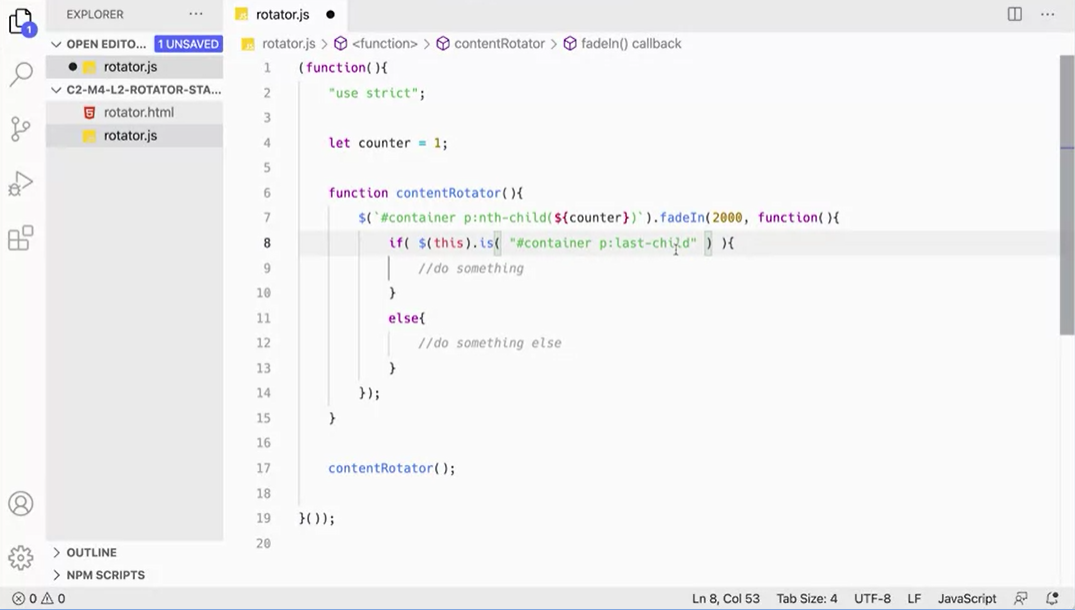 EXPLORER
rotator.js
1
OPEN EDITO... 1 UNSAVED
rotator.js > <function> > contentRotator > fadeIn() callback
rotator.js
C2-M4-L2-ROTATOR-STA...
rotator.html
rotator.js
1 (function(){
2 "use strict";
3
4 let counter = 1;
5
6 function contentRotator(){
7 $(`#container p:nth-child(${counter})`).fadeIn(2000, function(){
8 if( $(this).is( "#container p:last-child" ) ){
9 //do something
10 }
11 else{
12 //do something else
13 }
14 });
15 }
16
17 contentRotator();
18
19 }());
20
OUTLINE
NPM SCRIPTS
0 0 Ln 8, Col 53 Tab Size: 4 UTF-8 LF JavaScript